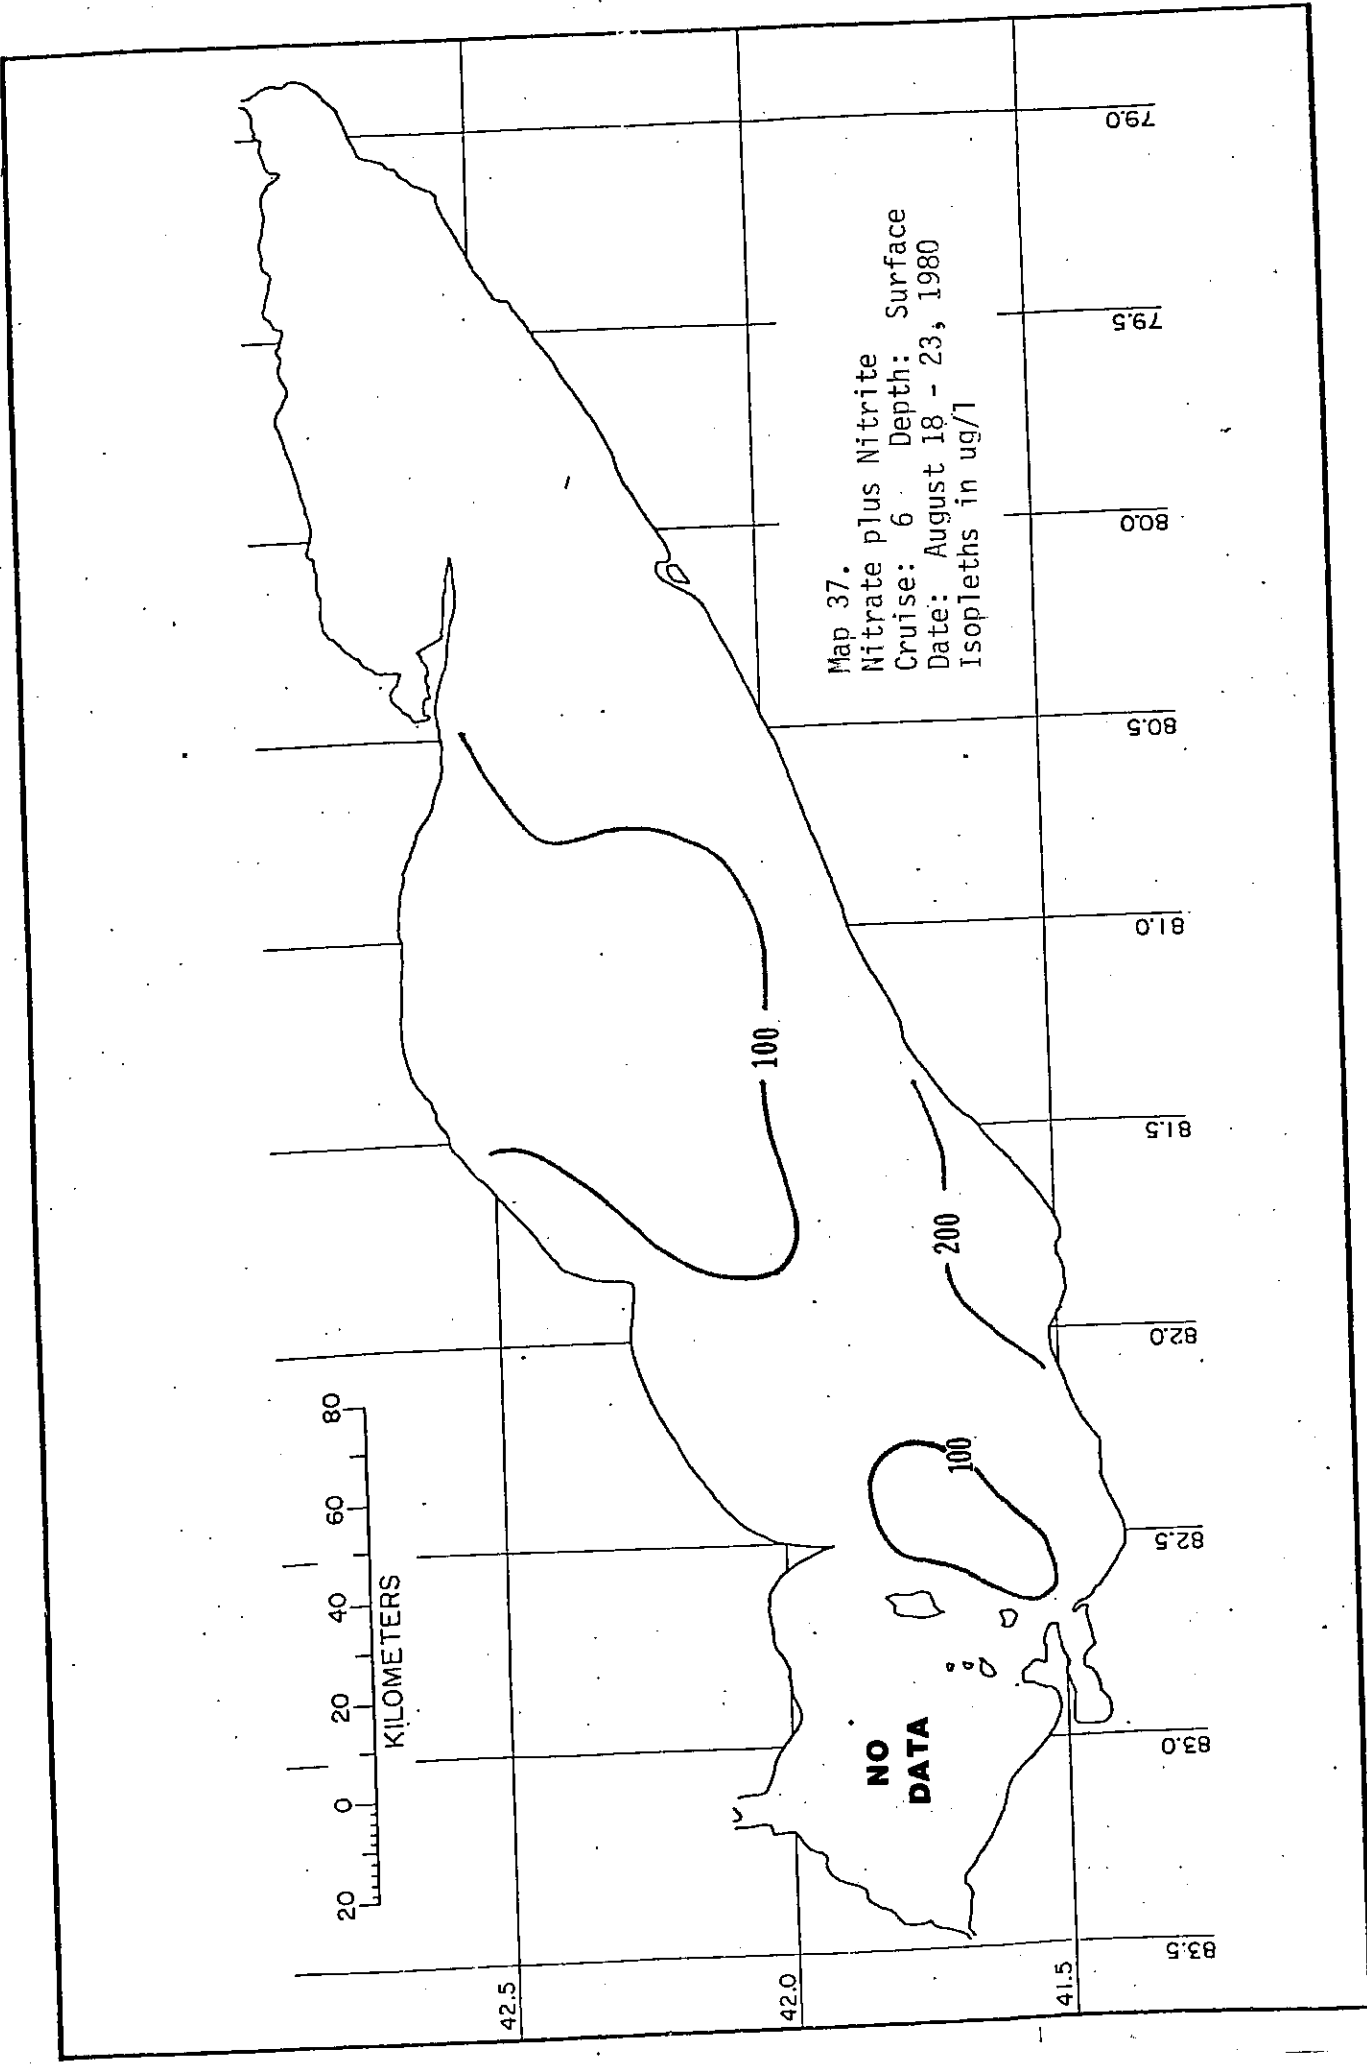 Map 37.
Nitrate plus Nitrite
Cruise: 6 Depth: Surface
Date: August 18 - 23, 1980
Isopleths in ug/l
20 0 20 40 60 80
KILOMETERS
42.5
42.0
41.5
83.5
83.0
82.5
82.0
81.5
81.0
80.5
80.0
79.5
79.0
NO
DATA
100
200
100